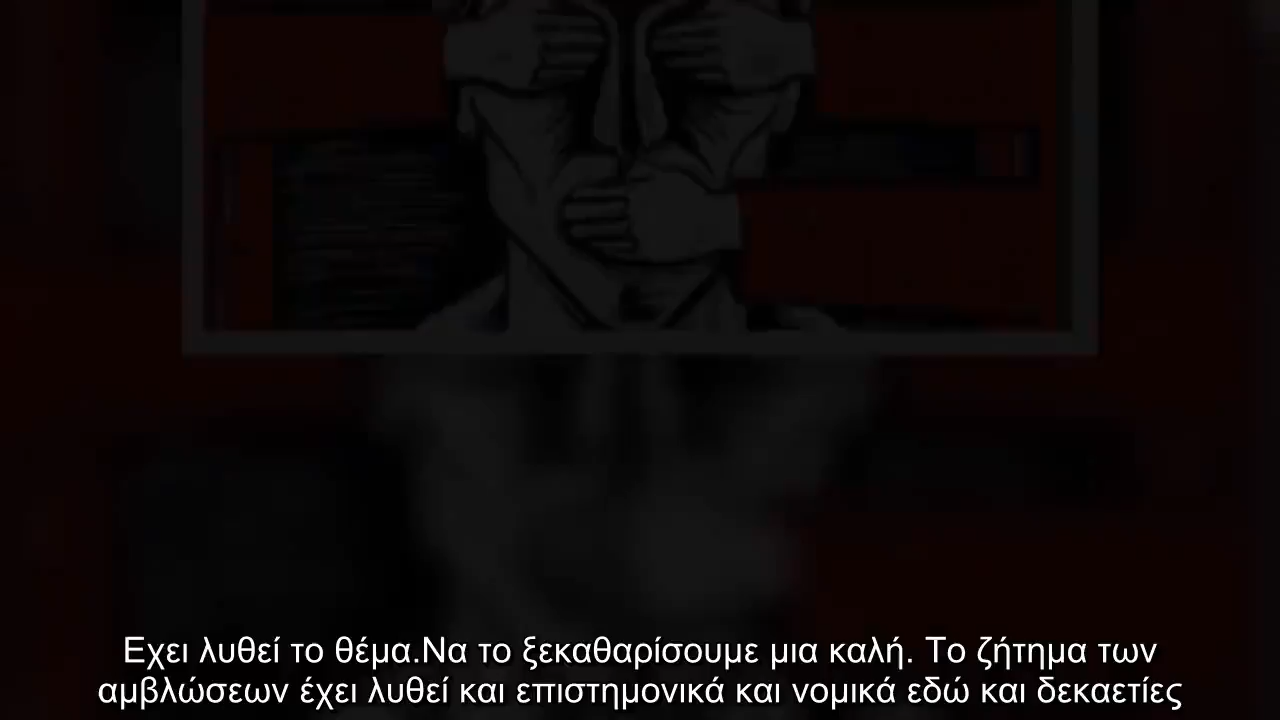 Εχει λυθεί το θέμα.Να το ξεκαθαρίσουμε μια καλή. Το ζήτημα των
αμβλώσεων έχει λυθεί και επιστημονικά και νομικά εδώ και δεκαετίες